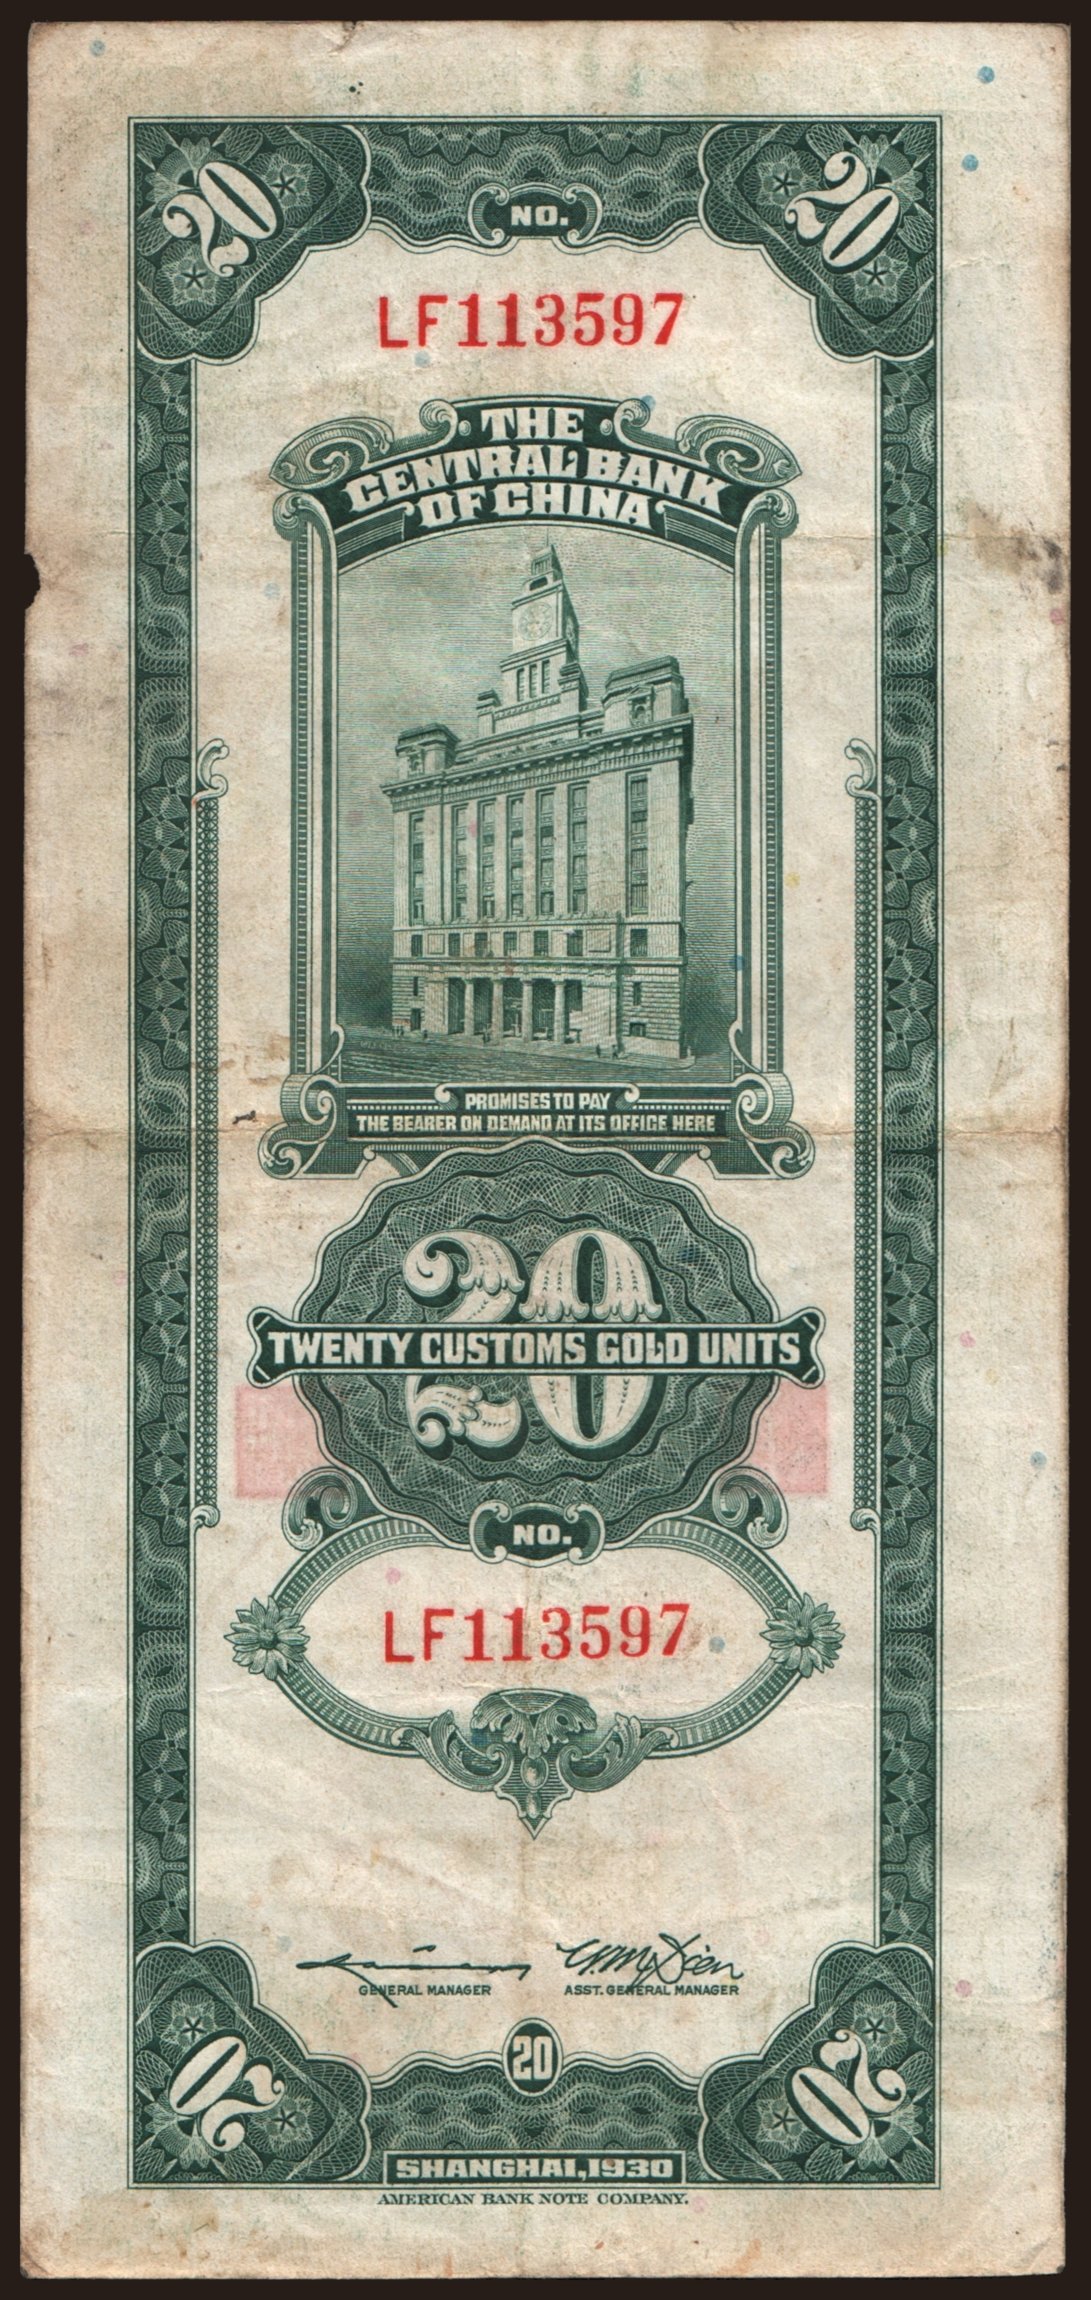 20 20
NO.
LF113597
THE
CENTRAL BANK
OF CHINA
PROMISES TO PAY
THE BEARER ON DEMAND AT ITS OFFICE HERE
20
TWENTY CUSTOMS GOLD UNITS
NO.
LF113597
GENERAL MANAGER ASST. GENERAL MANAGER
20
20 20
SHANGHAI, 1930
AMERICAN BANK NOTE COMPANY.